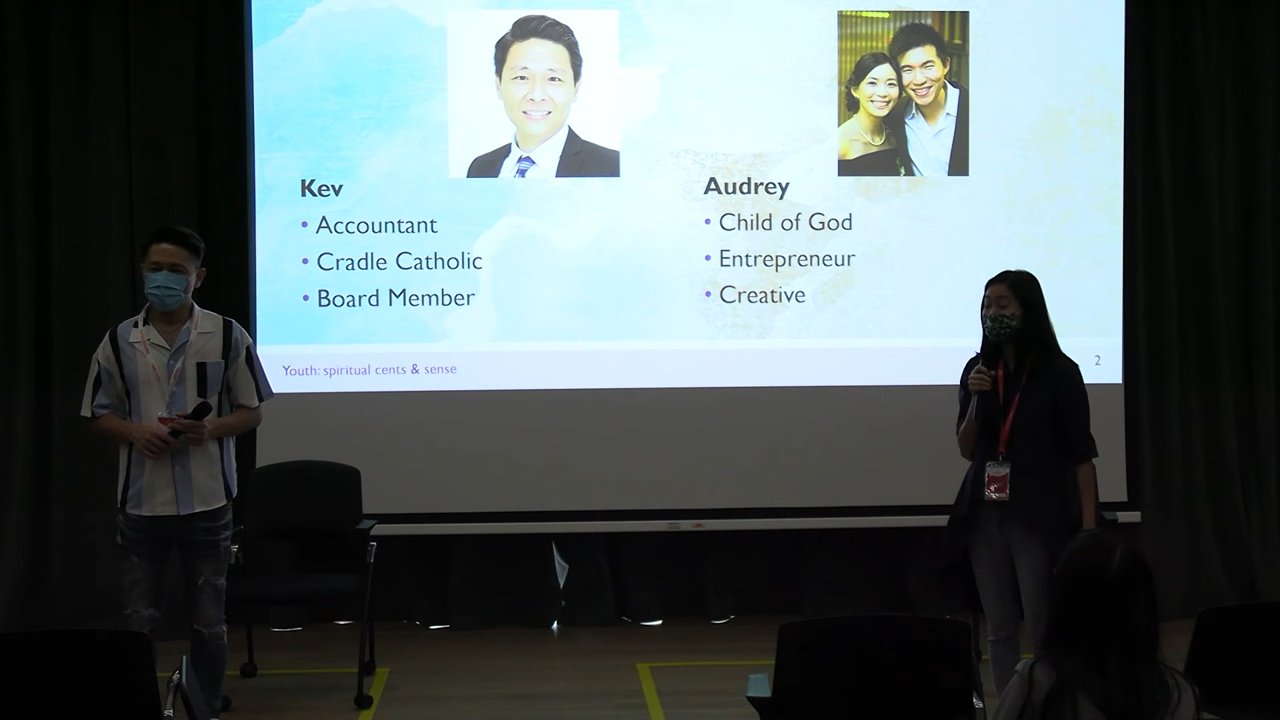 Kev
• Accountant
• Cradle Catholic
• Board Member
Audrey
• Child of God
• Entrepreneur
• Creative
Youth: spiritual cents & sense
2